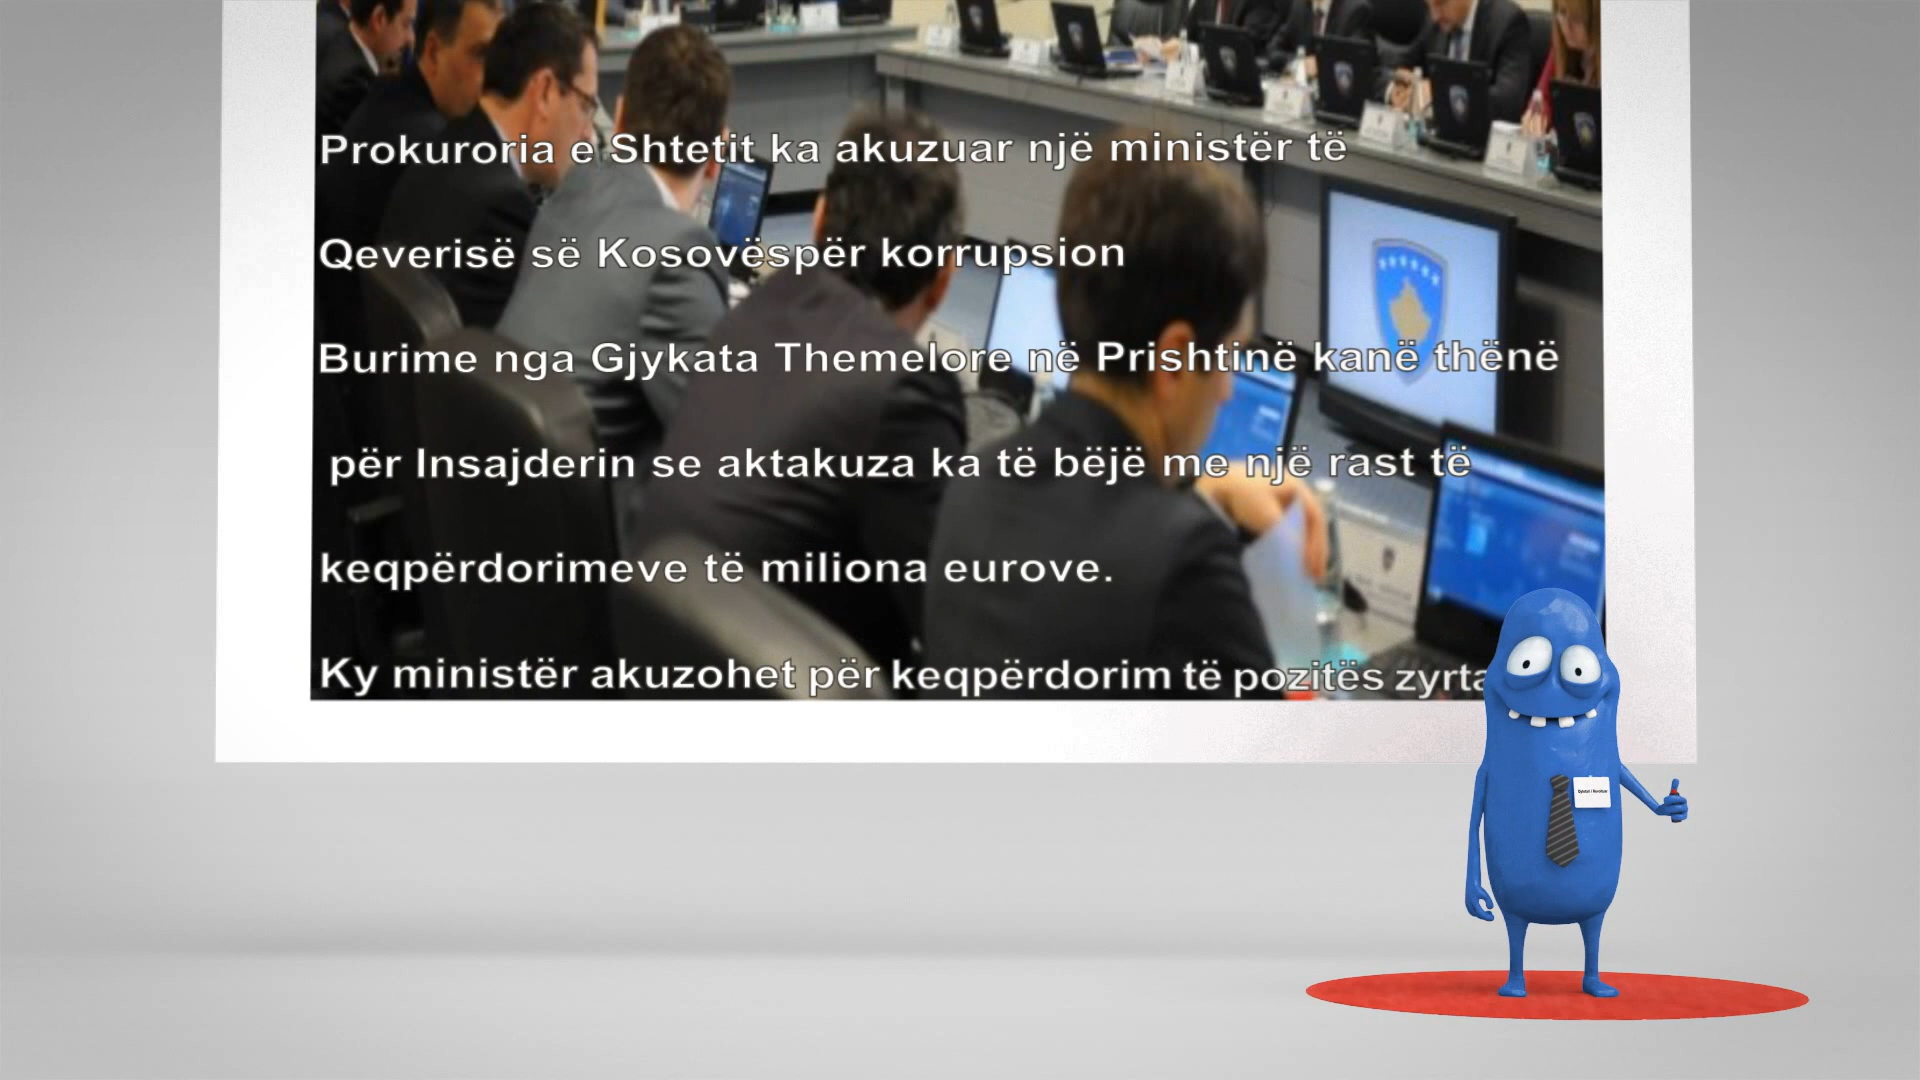 Prokuroria e Shtetit ka akuzuar një ministër të
Qeverisë së Kosovëspër korrupsion
Burime nga Gjykata Themelore në Prishtinë kanë thënë
për Insajderin se aktakuza ka të bëjë me një rast të
keqpërdorimeve të miliona eurove.
Ky ministër akuzohet për keqpërdorim të pozitës zyrta